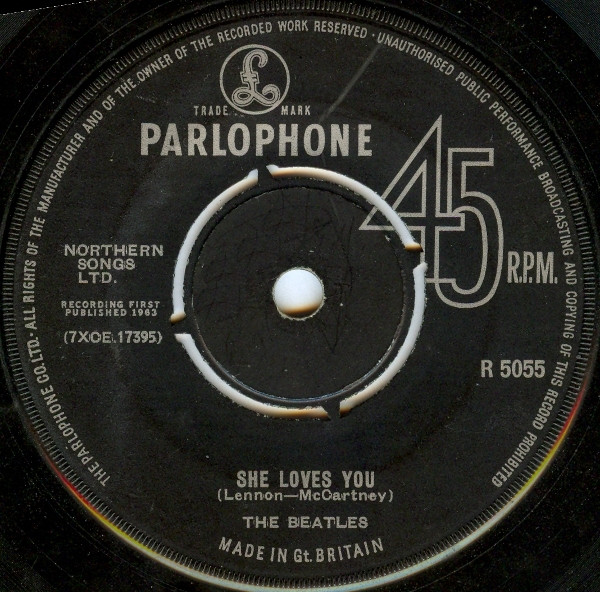 THE PARLOPHONE CO.LTD. · ALL RIGHTS OF THE MANUFACTURER AND OF THE OWNER OF THE RECORDED WORK RESERVED · UNAUTHORISED PUBLIC PERFORMANCE BROADCASTING AND COPYING OF THIS RECORD PROHIBITED
£
TRADE MARK
PARLOPHONE
45
R.P.M.
NORTHERN
SONGS
LTD.
RECORDING FIRST
PUBLISHED 1963
(7XCE.17395)
R 5055
SHE LOVES YOU
(Lennon—McCartney)
THE BEATLES
MADE IN Gt. BRITAIN